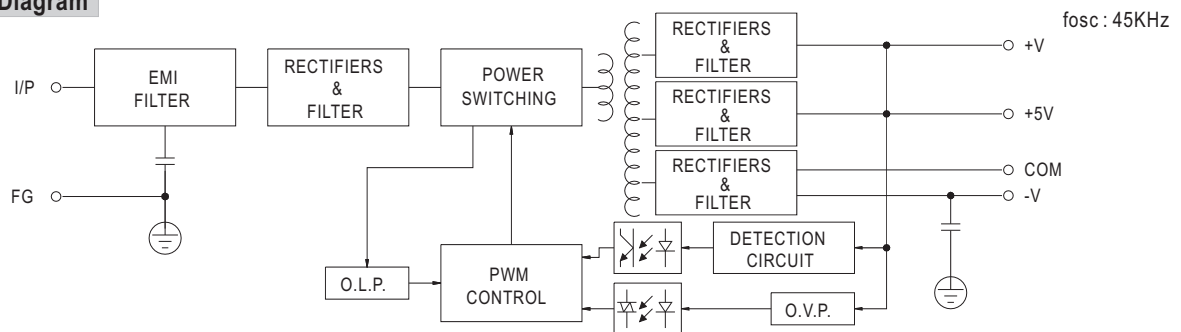 Diagram
fosc : 45KHz
I/P
EMI
FILTER
RECTIFIERS
&
FILTER
POWER
SWITCHING
RECTIFIERS
&
FILTER
+V
RECTIFIERS
&
FILTER
+5V
RECTIFIERS
&
FILTER
COM
-V
FG
DETECTION
CIRCUIT
O.L.P.
PWM
CONTROL
O.V.P.